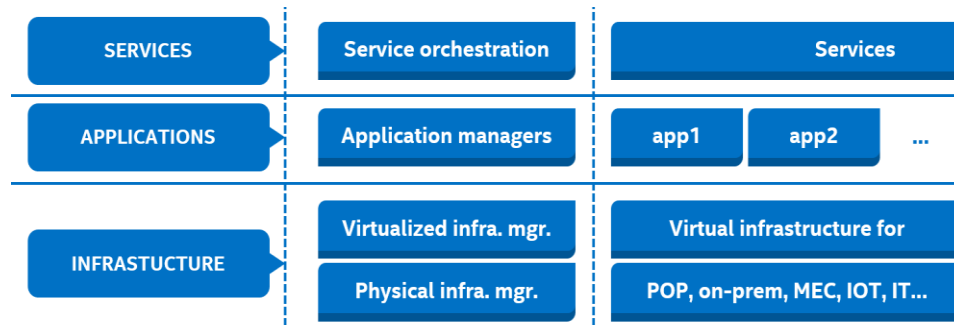 SERVICES
Service orchestration
Services
APPLICATIONS
Application managers
app1
app2
...
INFRASTUCTURE
Virtualized infra. mgr.
Virtual infrastructure for
Physical infra. mgr.
POP, on-prem, MEC, IOT, IT...